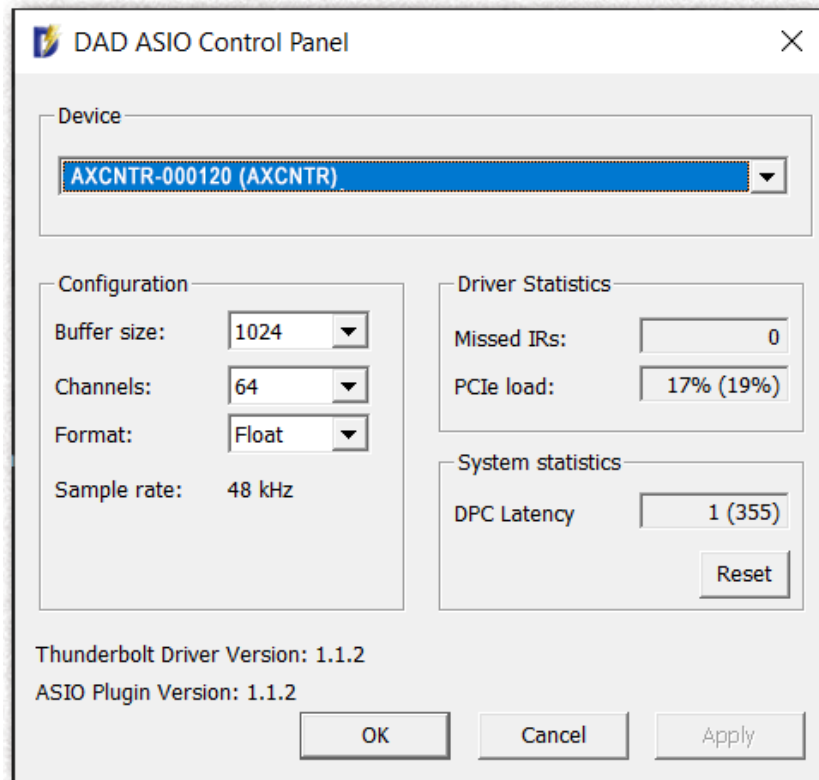 DAD ASIO Control Panel
Device
AXCNTR-000120 (AXCNTR)
Configuration
Buffer size: 1024
Channels: 64
Format: Float
Sample rate: 48 kHz
Driver Statistics
Missed IRs: 0
PCIe load: 17% (19%)
System statistics
DPC Latency 1 (355)
Reset
Thunderbolt Driver Version: 1.1.2
ASIO Plugin Version: 1.1.2
OK Cancel Apply